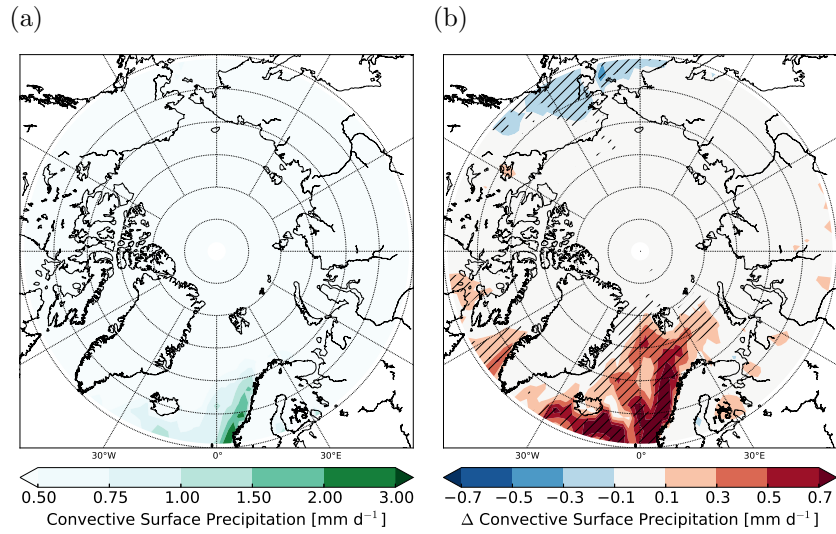 (a)
(b)
30°W
0°
30°E
30°W
0°
30°E
0.50 0.75 1.00 1.50 2.00 3.00
−0.7 −0.5 −0.3 −0.1 0.1 0.3 0.5 0.7
Convective Surface Precipitation [mm d⁻¹]
Δ Convective Surface Precipitation [mm d⁻¹]